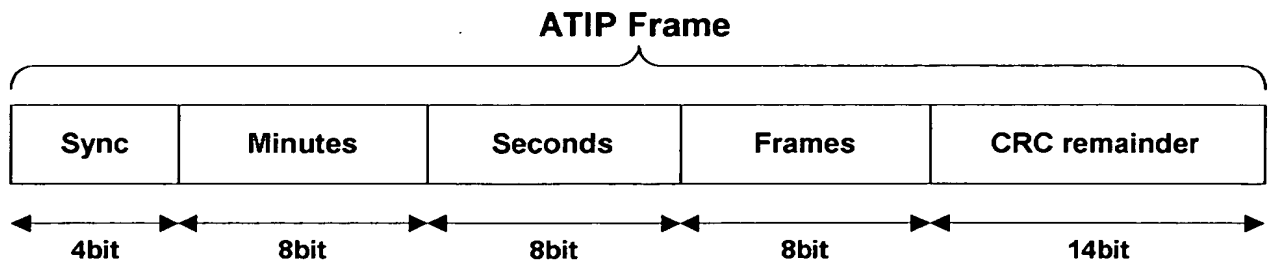 ATIP Frame
Sync Minutes Seconds Frames CRC remainder
4bit 8bit 8bit 8bit 14bit